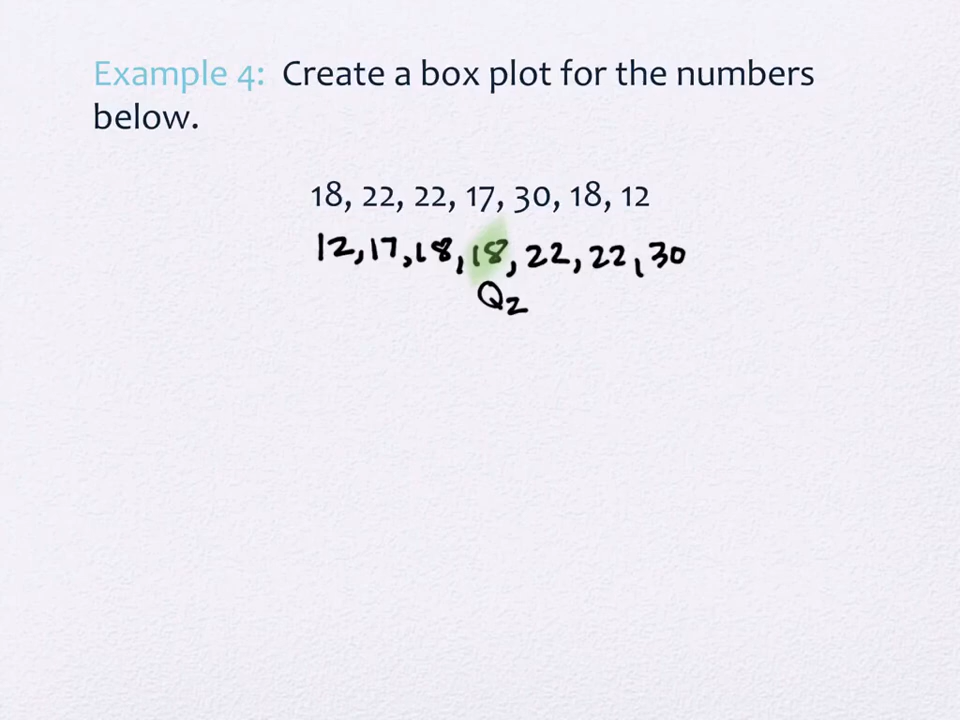 Example 4: Create a box plot for the numbers
below.
18, 22, 22, 17, 30, 18, 12
12, 17, 18, 18, 22, 22, 30
Q2